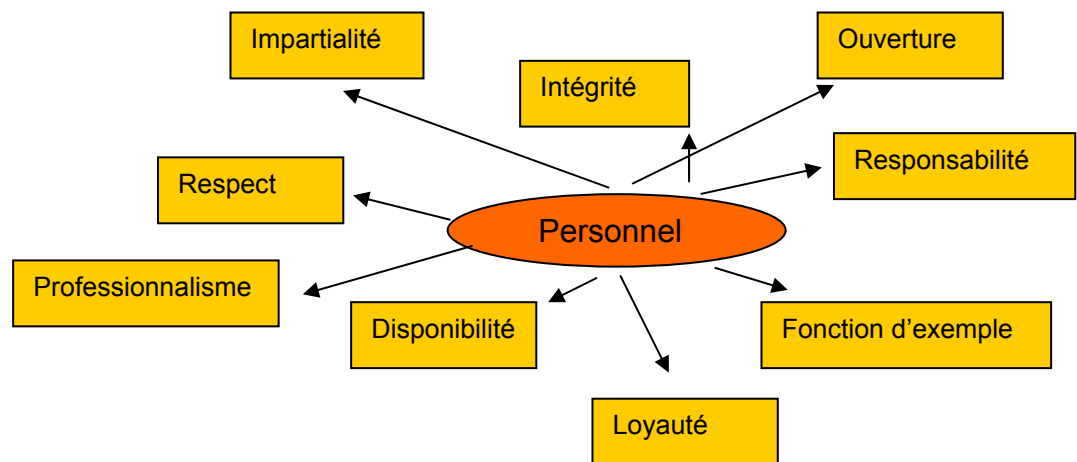 Impartialité
Ouverture
Intégrité
Responsabilité
Respect
Personnel
Professionnalisme
Disponibilité
Fonction d’exemple
Loyauté